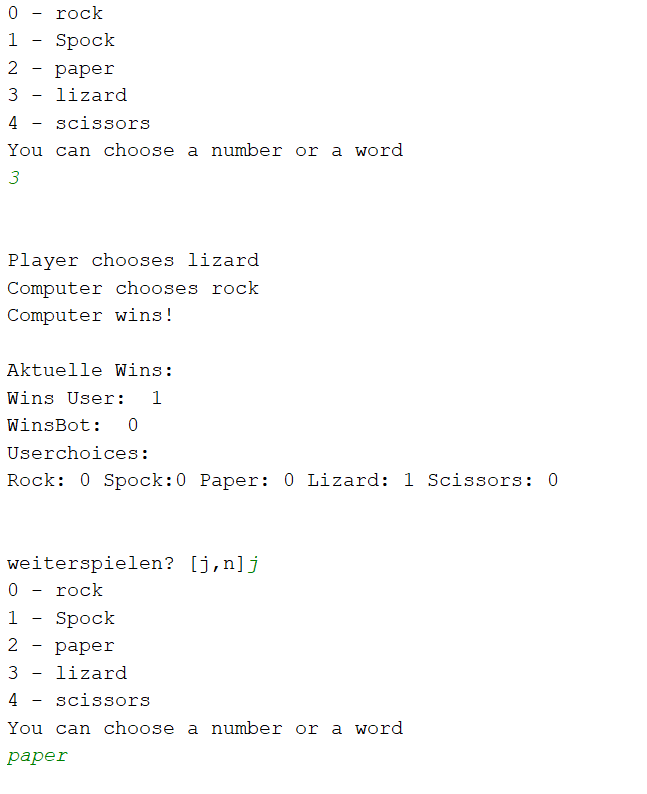 0 - rock
1 - Spock
2 - paper
3 - lizard
4 - scissors
You can choose a number or a word
3
Player chooses lizard
Computer chooses rock
Computer wins!
Aktuelle Wins:
Wins User:  1
WinsBot:  0
Userchoices:
Rock: 0 Spock:0 Paper: 0 Lizard: 1 Scissors: 0
weiterspielen? [j,n]j
0 - rock
1 - Spock
2 - paper
3 - lizard
4 - scissors
You can choose a number or a word
paper